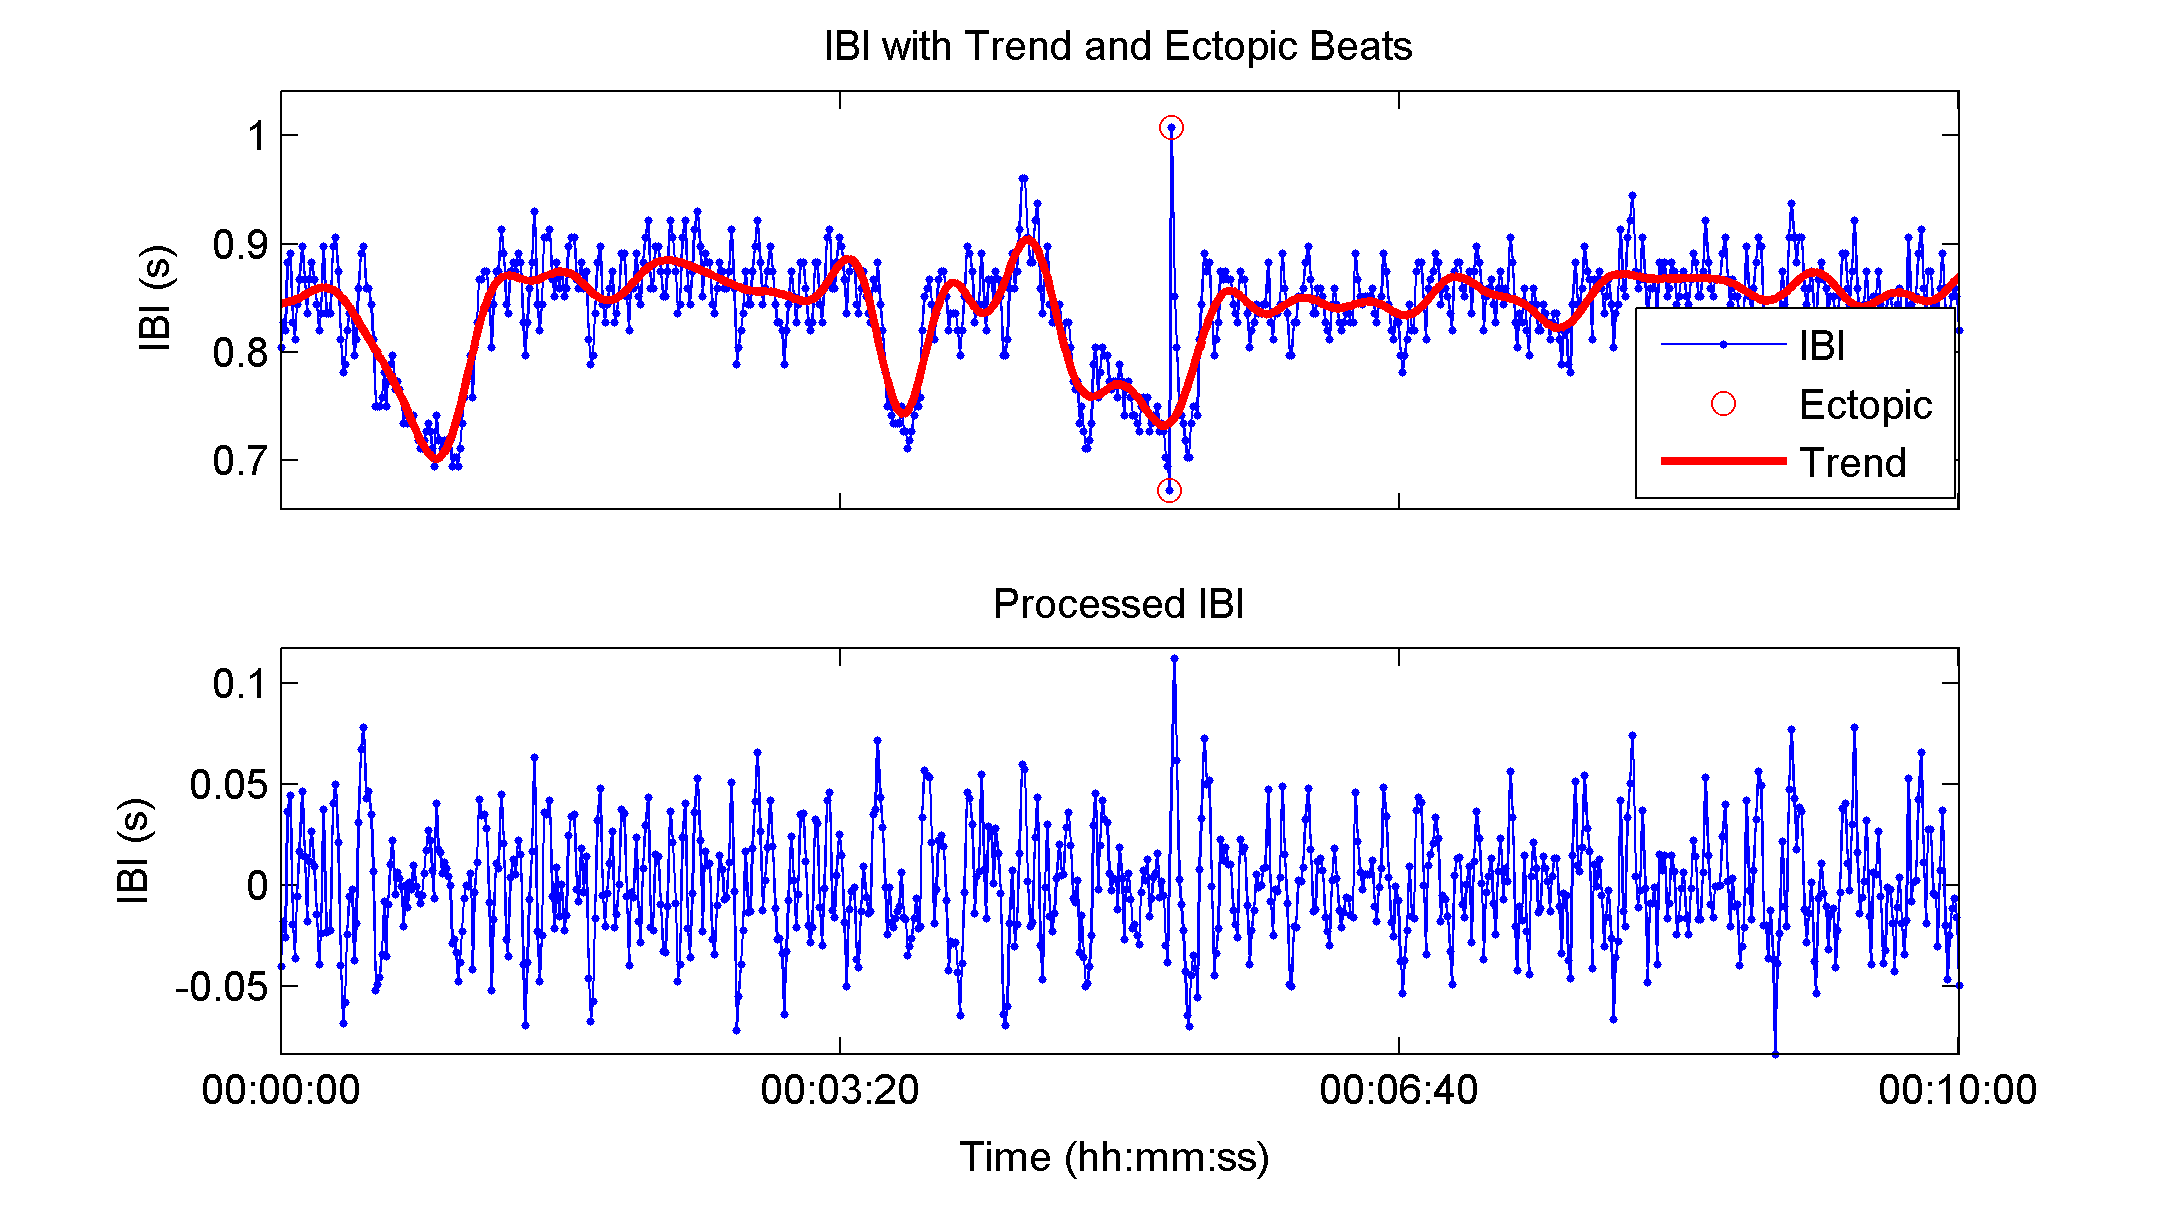 IBI with Trend and Ectopic Beats
IBI (s)
1
0.9
0.8
0.7
IBI
Ectopic
Trend
Processed IBI
IBI (s)
0.1
0.05
0
-0.05
00:00:00 00:03:20 00:06:40 00:10:00
Time (hh:mm:ss)